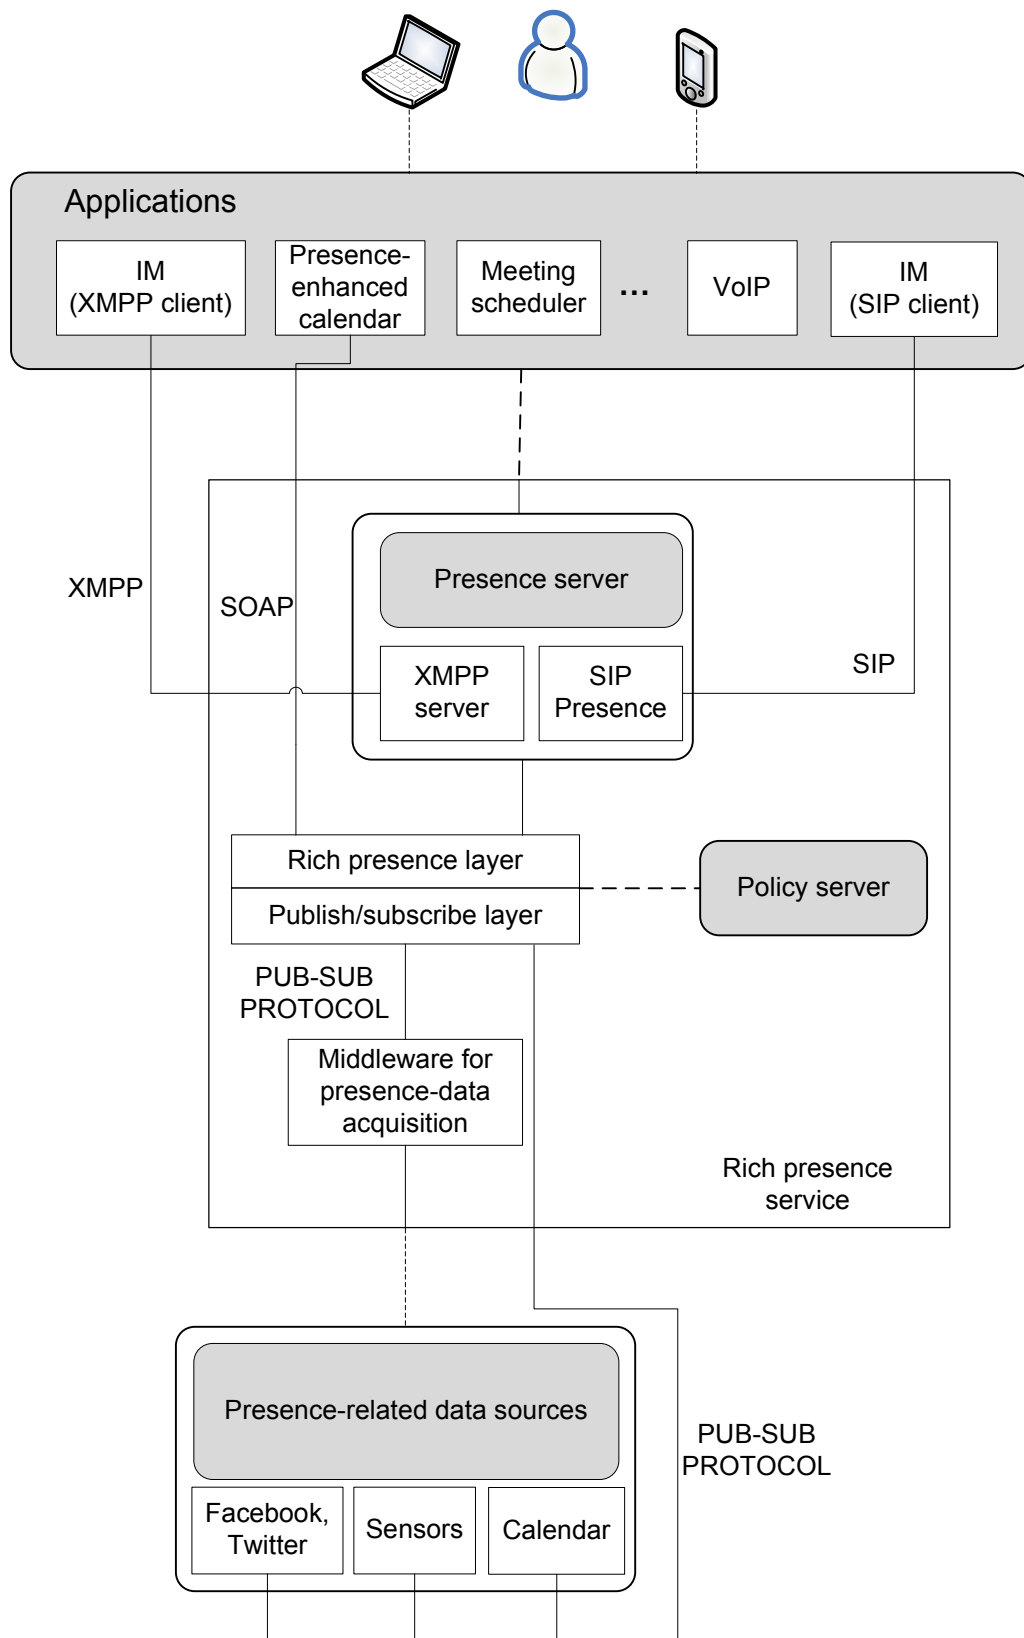 Applications
IM
(XMPP client)
Presence-
enhanced
calendar
Meeting
scheduler
...
VoIP
IM
(SIP client)
XMPP
SOAP
Presence server
SIP
XMPP
server
SIP
Presence
Rich presence layer
Publish/subscribe layer
Policy server
PUB-SUB
PROTOCOL
Middleware for
presence-data
acquisition
Rich presence
service
Presence-related data sources
PUB-SUB
PROTOCOL
Facebook,
Twitter
Sensors
Calendar